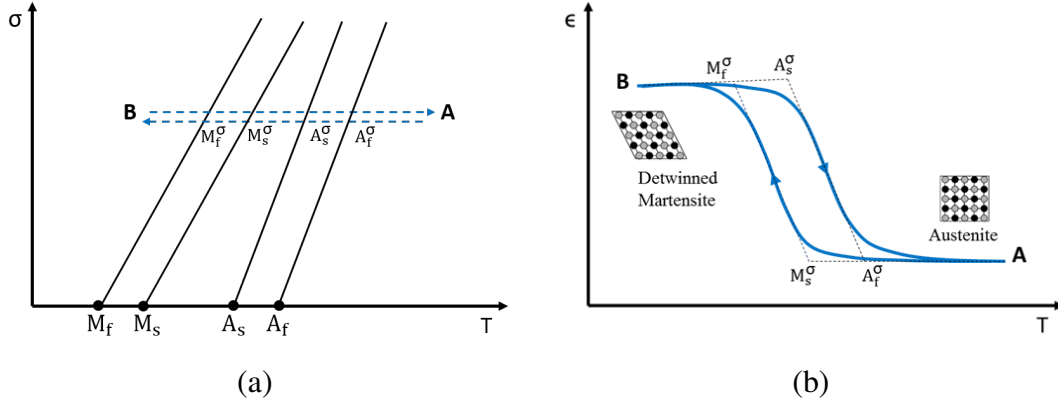 σ
B
A
M_f^σ
M_s^σ
A_s^σ
A_f^σ
M_f
M_s
A_s
A_f
T
(a)
ϵ
M_f^σ
A_s^σ
B
Detwinned
Martensite
Austenite
A
M_s^σ
A_f^σ
T
(b)